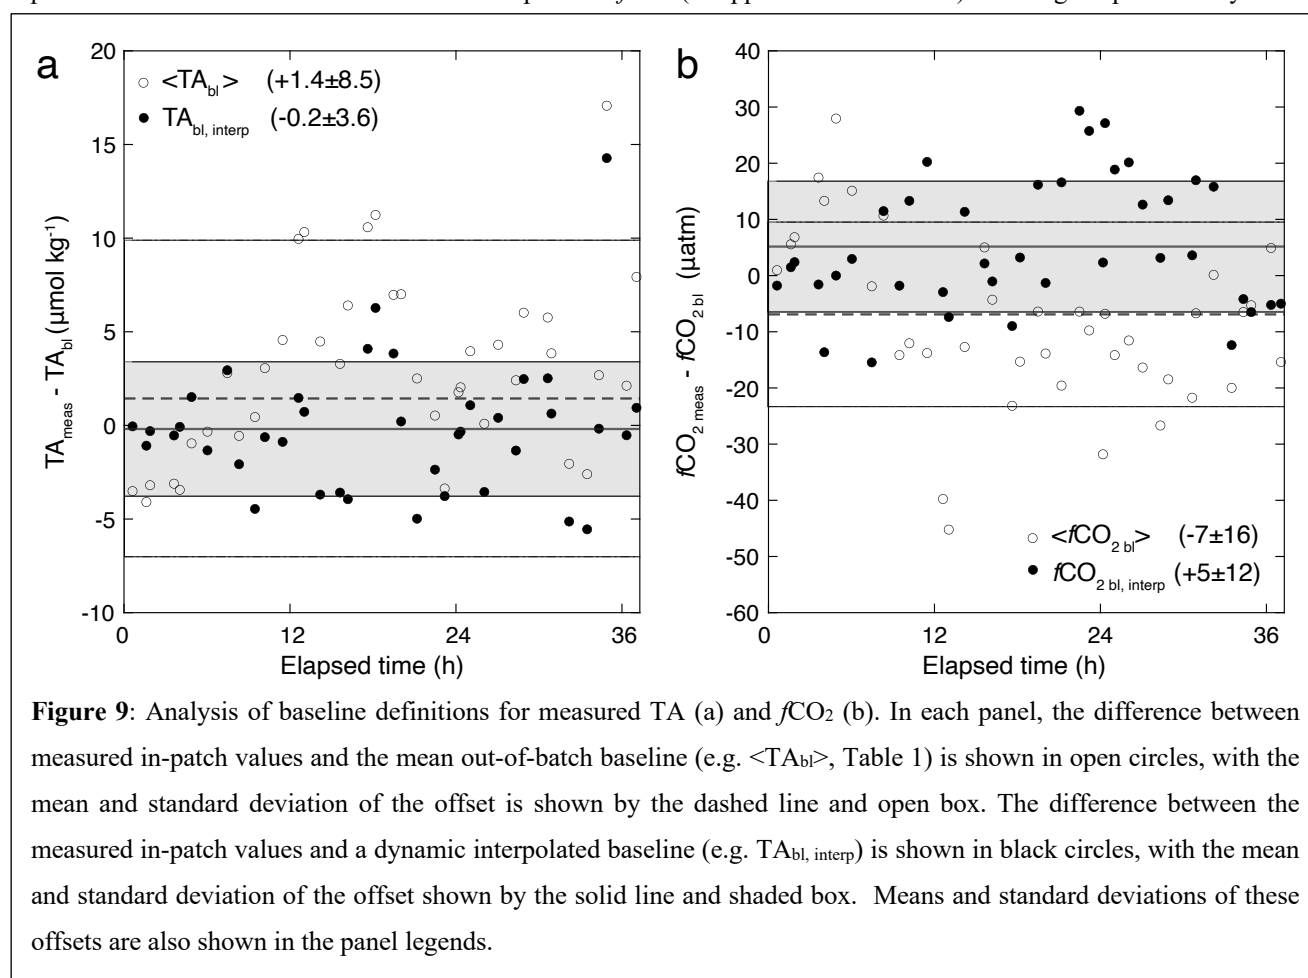 a
<TAbl> (+1.4±8.5)
TAbl, interp (-0.2±3.6)
20
15
10
5
0
-5
-10
TAmeas - TAbl (µmol kg-1)
0 12 24 36
Elapsed time (h)
b
40
30
20
10
0
-10
-20
-30
-40
-50
-60
fCO2 meas - fCO2 bl (µatm)
<fCO2 bl> (-7±16)
fCO2 bl, interp (+5±12)
0 12 24 36
Elapsed time (h)
Figure 9: Analysis of baseline definitions for measured TA (a) and fCO2 (b). In each panel, the difference between
measured in-patch values and the mean out-of-batch baseline (e.g. <TAbl>, Table 1) is shown in open circles, with the
mean and standard deviation of the offset is shown by the dashed line and open box. The difference between the
measured in-patch values and a dynamic interpolated baseline (e.g. TAbl, interp) is shown in black circles, with the mean
and standard deviation of the offset shown by the solid line and shaded box. Means and standard deviations of these
offsets are also shown in the panel legends.